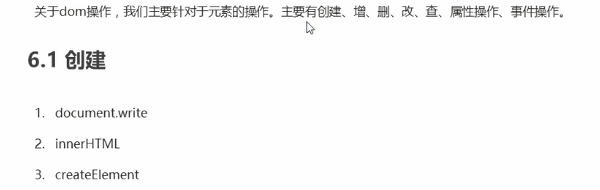 关于dom操作，我们主要针对于元素的操作。主要有创建、增、删、改、查、属性操作、事件操作。
6.1 创建
1. document.write
2. innerHTML
3. createElement